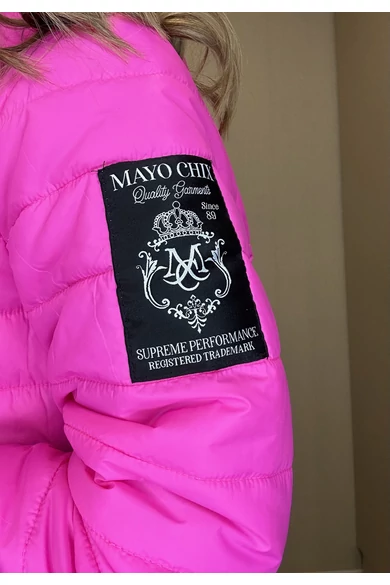 MAYO CHIX
Quality Garments
Since
89
MC
SUPREME PERFORMANCE
REGISTERED TRADEMARK